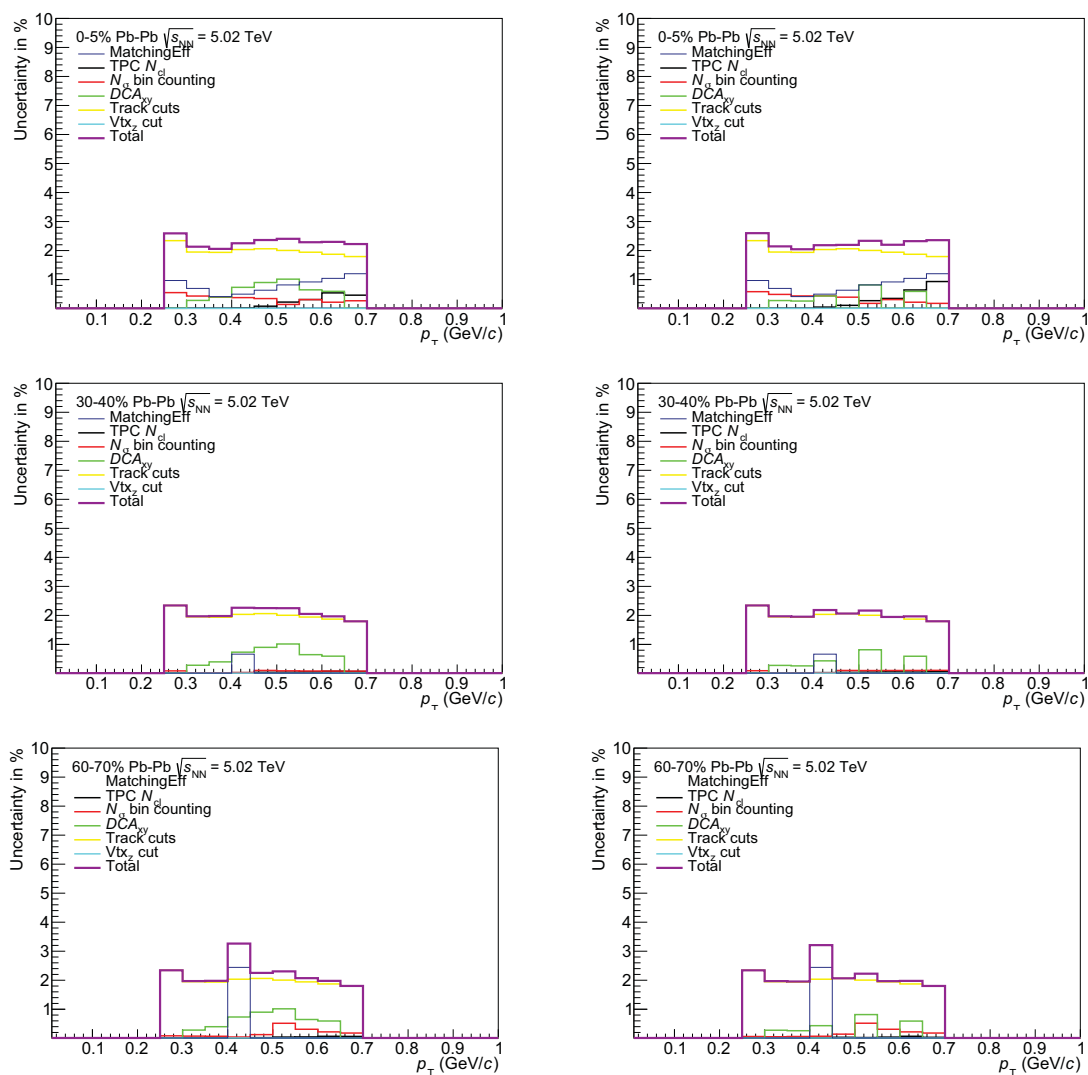 0-5% Pb-Pb √s_NN = 5.02 TeV
MatchingEff
TPC N_cl
N_σ bin counting
DCA_xy
Track cuts
Vtx_z cut
Total
Uncertainty in %
10
9
8
7
6
5
4
3
2
1
0.1 0.2 0.3 0.4 0.5 0.6 0.7 0.8 0.9 1
p_T (GeV/c)
0-5% Pb-Pb √s_NN = 5.02 TeV
MatchingEff
TPC N_cl
N_σ bin counting
DCA_xy
Track cuts
Vtx_z cut
Total
Uncertainty in %
10
9
8
7
6
5
4
3
2
1
0.1 0.2 0.3 0.4 0.5 0.6 0.7 0.8 0.9 1
p_T (GeV/c)
30-40% Pb-Pb √s_NN = 5.02 TeV
MatchingEff
TPC N_cl
N_σ bin counting
DCA_xy
Track cuts
Vtx_z cut
Total
Uncertainty in %
10
9
8
7
6
5
4
3
2
1
0.1 0.2 0.3 0.4 0.5 0.6 0.7 0.8 0.9 1
p_T (GeV/c)
30-40% Pb-Pb √s_NN = 5.02 TeV
MatchingEff
TPC N_cl
N_σ bin counting
DCA_xy
Track cuts
Vtx_z cut
Total
Uncertainty in %
10
9
8
7
6
5
4
3
2
1
0.1 0.2 0.3 0.4 0.5 0.6 0.7 0.8 0.9 1
p_T (GeV/c)
60-70% Pb-Pb √s_NN = 5.02 TeV
MatchingEff
TPC N_cl
N_σ bin counting
DCA_xy
Track cuts
Vtx_z cut
Total
Uncertainty in %
10
9
8
7
6
5
4
3
2
1
0.1 0.2 0.3 0.4 0.5 0.6 0.7 0.8 0.9 1
p_T (GeV/c)
60-70% Pb-Pb √s_NN = 5.02 TeV
MatchingEff
TPC N_cl
N_σ bin counting
DCA_xy
Track cuts
Vtx_z cut
Total
Uncertainty in %
10
9
8
7
6
5
4
3
2
1
0.1 0.2 0.3 0.4 0.5 0.6 0.7 0.8 0.9 1
p_T (GeV/c)